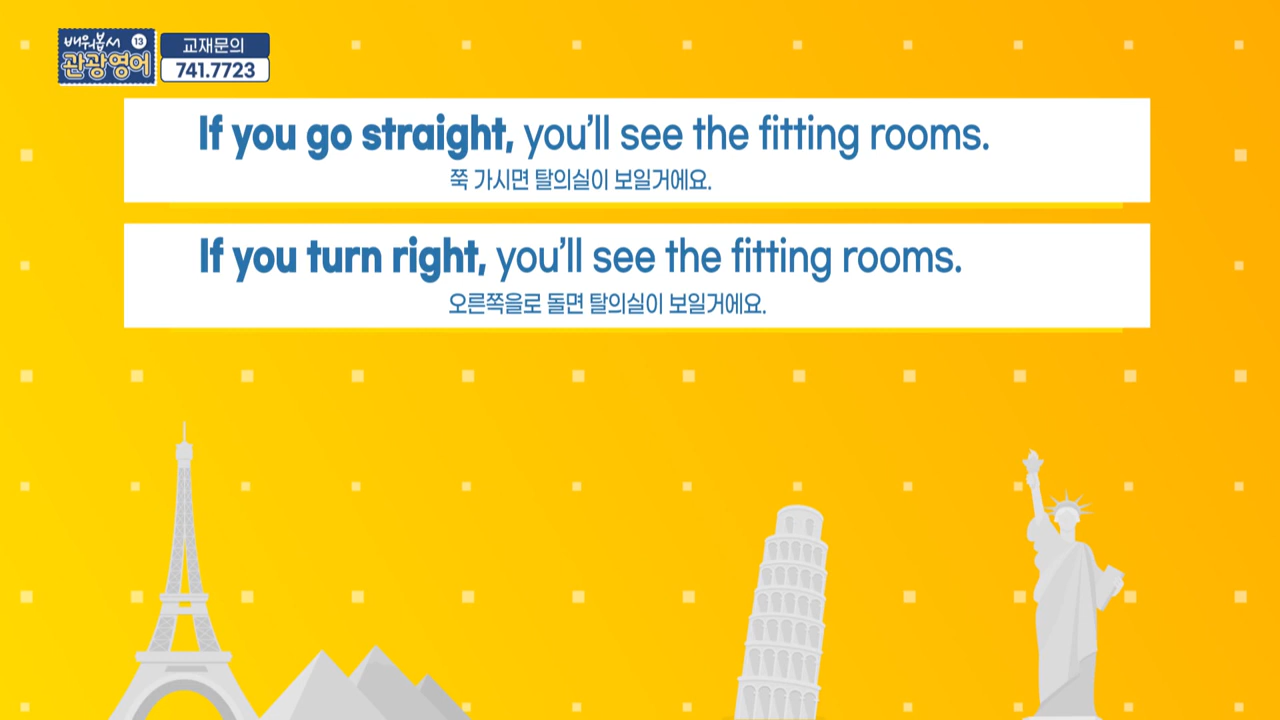 배워봅서 13
관광영어
교재문의
741.7723
If you go straight, you'll see the fitting rooms.
쭉 가시면 탈의실이 보일거에요.
If you turn right, you'll see the fitting rooms.
오른쪽을로 돌면 탈의실이 보일거에요.